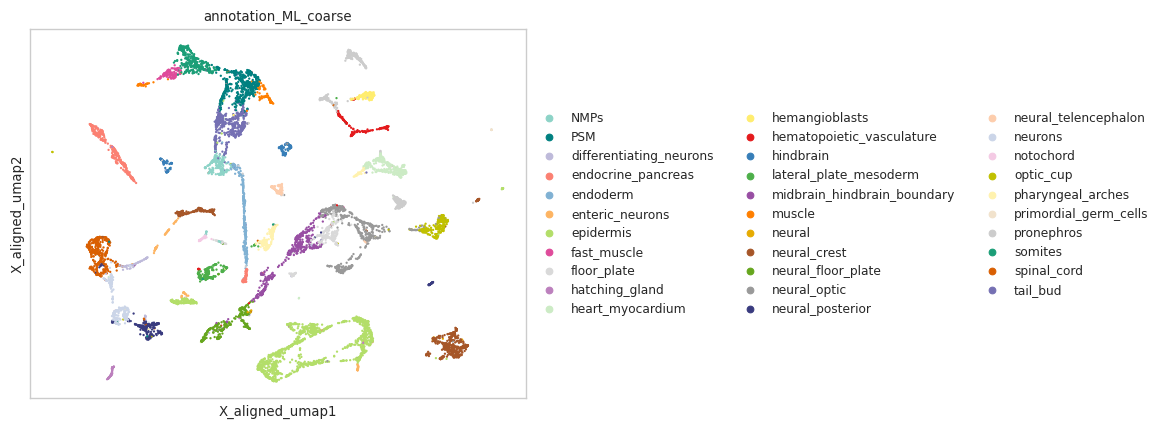 annotation_ML_coarse
X_aligned_umap2
X_aligned_umap1
NMPs
PSM
differentiating_neurons
endocrine_pancreas
endoderm
enteric_neurons
epidermis
fast_muscle
floor_plate
hatching_gland
heart_myocardium
hemangioblasts
hematopoietic_vasculature
hindbrain
lateral_plate_mesoderm
midbrain_hindbrain_boundary
muscle
neural
neural_crest
neural_floor_plate
neural_optic
neural_posterior
neural_telencephalon
neurons
notochord
optic_cup
pharyngeal_arches
primordial_germ_cells
pronephros
somites
spinal_cord
tail_bud